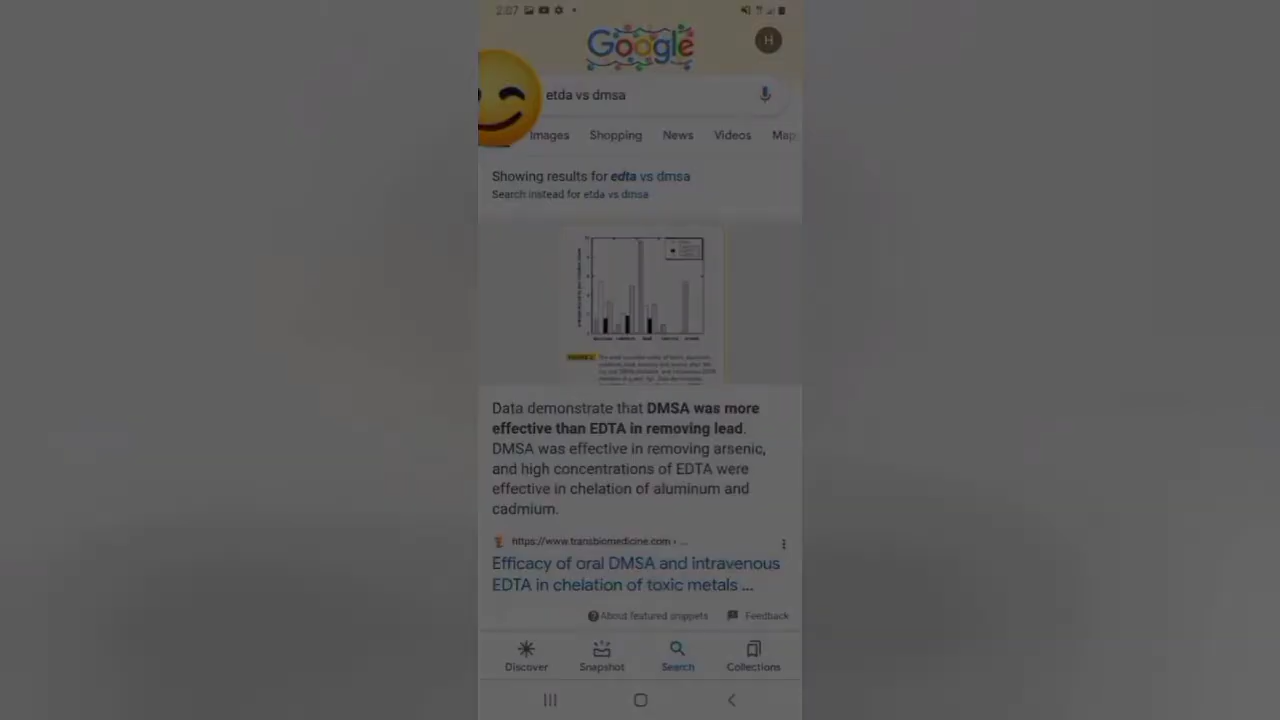 2:07
Google
H
etda vs dmsa
Images Shopping News Videos Map
Showing results for edta vs dmsa
Search instead for etda vs dmsa
Data demonstrate that DMSA was more
effective than EDTA in removing lead.
DMSA was effective in removing arsenic,
and high concentrations of EDTA were
effective in chelation of aluminum and
cadmium.
https://www.transbiomedicine.com › ...
Efficacy of oral DMSA and intravenous
EDTA in chelation of toxic metals ...
About featured snippets Feedback
Discover Snapshot Search Collections